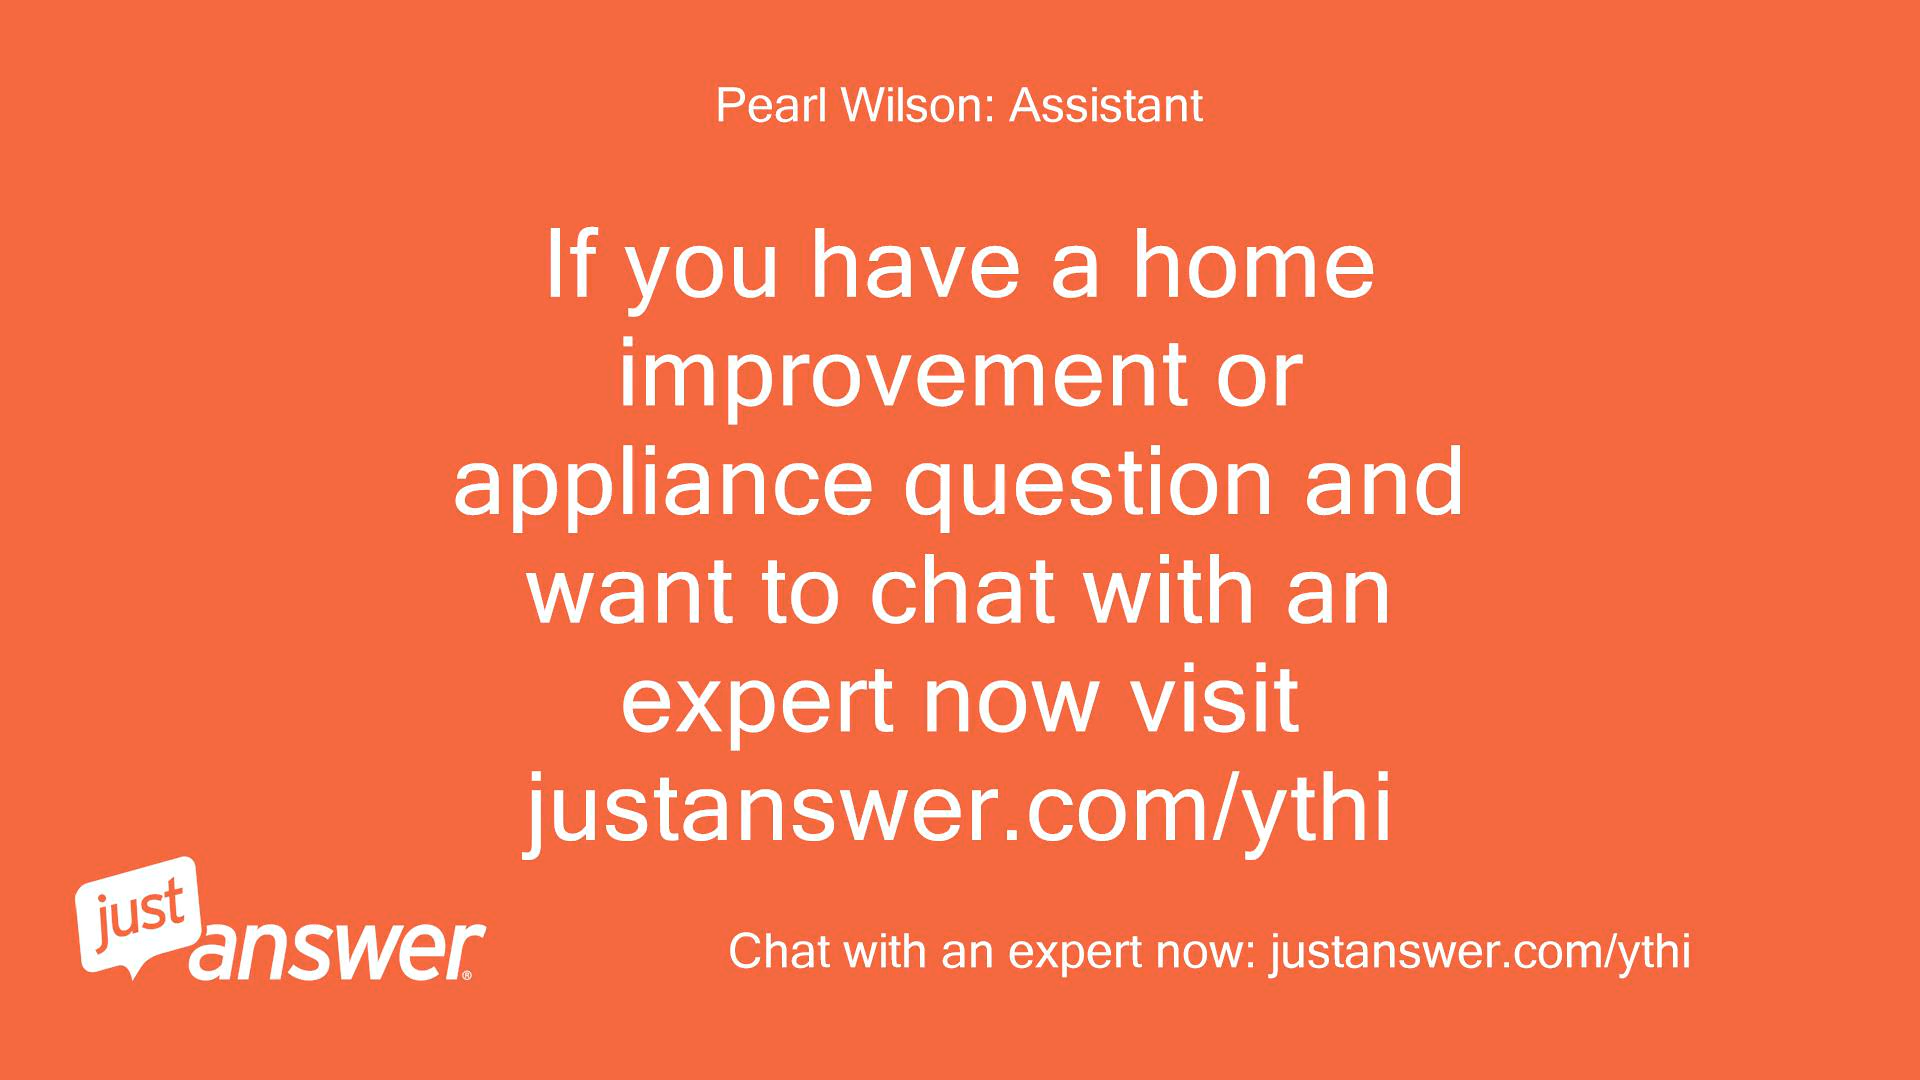 Pearl Wilson: Assistant
If you have a home
improvement or
appliance question and
want to chat with an
expert now visit
justanswer.com/ythi
just
answer®
Chat with an expert now: justanswer.com/ythi